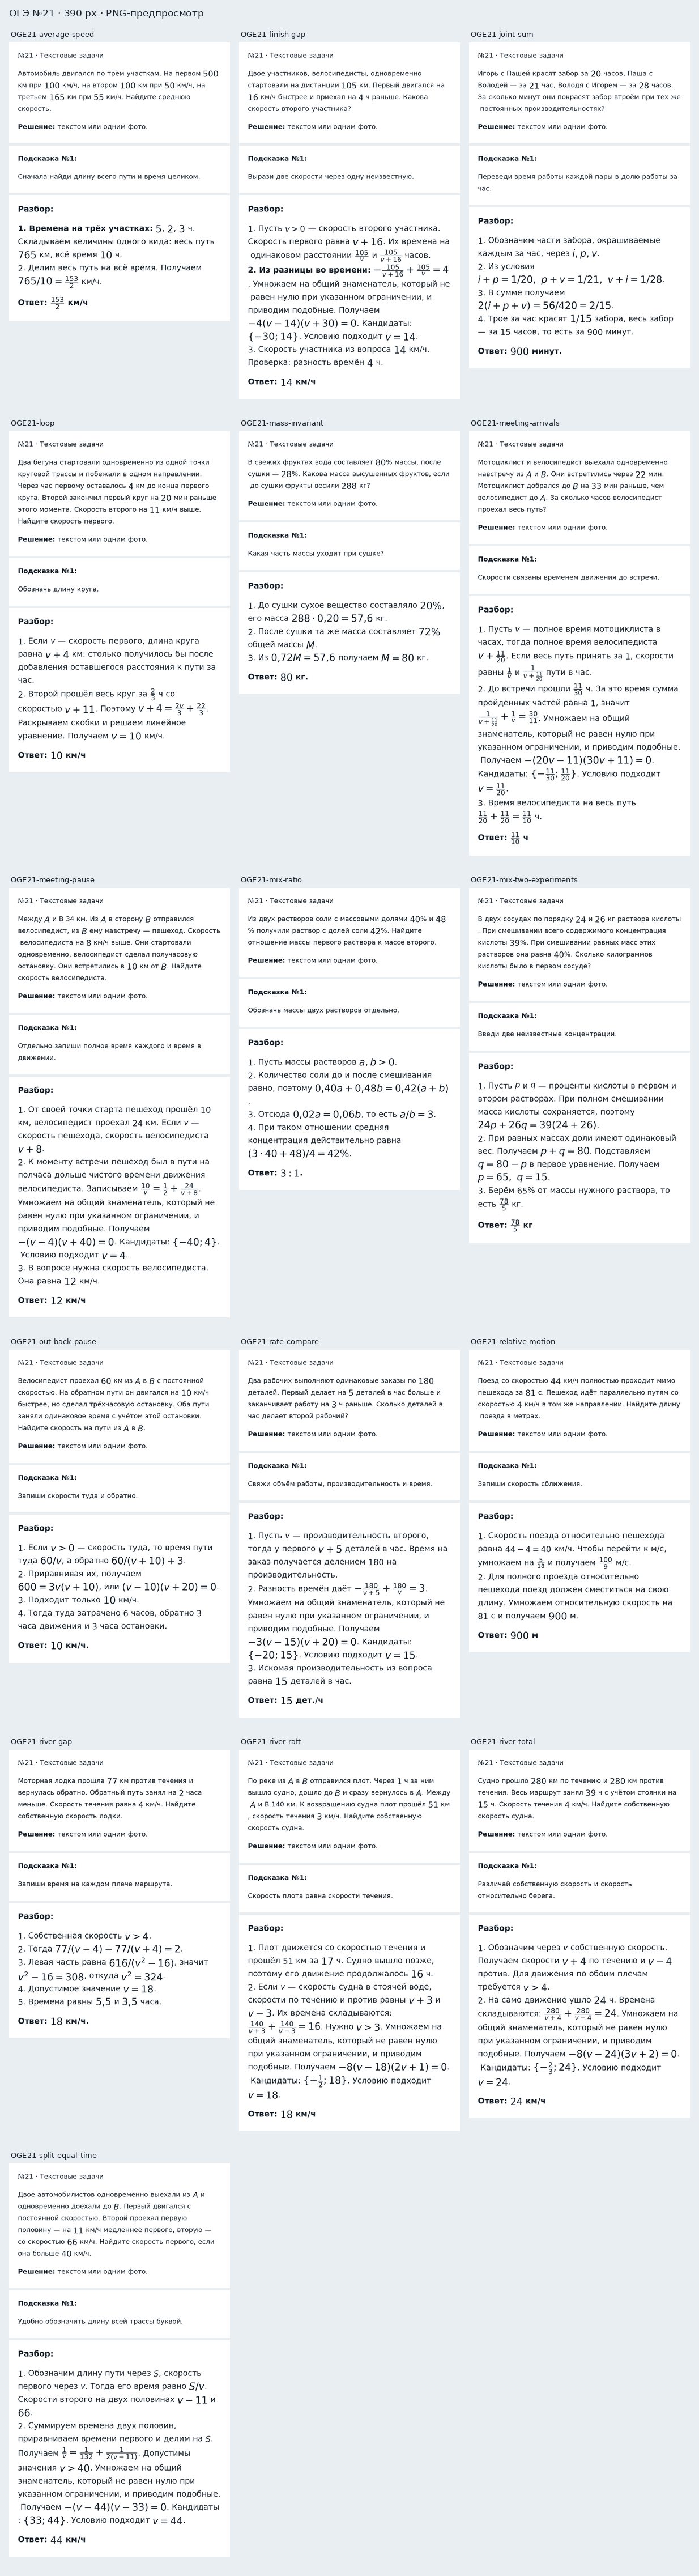 ОГЭ №21 · 390 px · PNG-предпросмотр
OGE21-average-speed
№21 · Текстовые задачи
Автомобиль двигался по трём участкам. На первом 500
км при 100 км/ч, на втором 100 км при 50 км/ч, на
третьем 165 км при 55 км/ч. Найдите среднюю
скорость.
Решение: текстом или одним фото.
Подсказка №1:
Сначала найди длину всего пути и время целиком.
Разбор:
1. Времена на трёх участках: 5. 2. 3 ч.
Складываем величины одного вида: весь путь
765 км, всё время 10 ч.
2. Делим весь путь на всё время. Получаем
765/10 = 153/2 км/ч.
Ответ: 153/2 км/ч
OGE21-finish-gap
№21 · Текстовые задачи
Двое участников, велосипедисты, одновременно
стартовали на дистанции 105 км. Первый двигался на
16 км/ч быстрее и приехал на 4 ч раньше. Какова
скорость второго участника?
Решение: текстом или одним фото.
Подсказка №1:
Вырази две скорости через одну неизвестную.
Разбор:
1. Пусть v > 0 — скорость второго участника.
Скорость первого равна v + 16. Их времена на
одинаковом расстоянии 105/v и 105/(v+16) часов.
2. Из разницы во времени: −105/(v+16) + 105/v = 4
. Умножаем на общий знаменатель, который не
равен нулю при указанном ограничении, и
приводим подобные. Получаем
−4(v − 14)(v + 30) = 0. Кандидаты:
{−30; 14}. Условию подходит v = 14.
3. Скорость участника из вопроса 14 км/ч.
Проверка: разность времён 4 ч.
Ответ: 14 км/ч
OGE21-joint-sum
№21 · Текстовые задачи
Игорь с Пашей красят забор за 20 часов, Паша с
Володей — за 21 час, Володя с Игорем — за 28 часов.
За сколько минут они покрасят забор втроём при тех же
постоянных производительностях?
Решение: текстом или одним фото.
Подсказка №1:
Переведи время работы каждой пары в долю работы за
час.
Разбор:
1. Обозначим части забора, окрашиваемые
каждым за час, через i, p, v.
2. Из условия
i + p = 1/20, p + v = 1/21, v + i = 1/28.
3. В сумме получаем
2(i + p + v) = 56/420 = 2/15.
4. Трое за час красят 1/15 забора, весь забор
— за 15 часов, то есть за 900 минут.
Ответ: 900 минут.
OGE21-loop
№21 · Текстовые задачи
Два бегуна стартовали одновременно из одной точки
круговой трассы и побежали в одном направлении.
Через час первому оставалось 4 км до конца первого
круга. Второй закончил первый круг на 20 мин раньше
этого момента. Скорость второго на 11 км/ч выше.
Найдите скорость первого.
Решение: текстом или одним фото.
Подсказка №1:
Обозначь длину круга.
Разбор:
1. Если v — скорость первого, длина круга
равна v + 4 км: столько получилось бы после
добавления оставшегося расстояния к пути за
час.
2. Второй прошёл весь круг за 2/3 ч со
скоростью v + 11. Поэтому v + 4 = 2v/3 + 22/3.
Раскрываем скобки и решаем линейное
уравнение. Получаем v = 10 км/ч.
Ответ: 10 км/ч
OGE21-mass-invariant
№21 · Текстовые задачи
В свежих фруктах вода составляет 80% массы, после
сушки — 28%. Какова масса высушенных фруктов, если
до сушки фрукты весили 288 кг?
Решение: текстом или одним фото.
Подсказка №1:
Какая часть массы уходит при сушке?
Разбор:
1. До сушки сухое вещество составляло 20%,
его масса 288 · 0,20 = 57,6 кг.
2. После сушки та же масса составляет 72%
общей массы M.
3. Из 0,72M = 57,6 получаем M = 80 кг.
Ответ: 80 кг.
OGE21-meeting-arrivals
№21 · Текстовые задачи
Мотоциклист и велосипедист выехали одновременно
навстречу из A и B. Они встретились через 22 мин.
Мотоциклист добрался до B на 33 мин раньше, чем
велосипедист до A. За сколько часов велосипедист
проехал весь путь?
Решение: текстом или одним фото.
Подсказка №1:
Скорости связаны временем движения до встречи.
Разбор:
1. Пусть v — полное время мотоциклиста в
часах, тогда полное время велосипедиста
v + 11/20. Если весь путь принять за 1, скорости
равны 1/v и 1/(v+11/20) пути в час.
2. До встречи прошли 11/30 ч. За это время сумма
пройденных частей равна 1, значит
1/(v+11/20) + 1/v = 30/11. Умножаем на общий
знаменатель, который не равен нулю при
указанном ограничении, и приводим подобные.
Получаем −(20v − 11)(30v + 11) = 0.
Кандидаты: {−11/30; 11/20}. Условию подходит
v = 11/20.
3. Время велосипедиста на весь путь
11/20 + 11/20 = 11/10 ч.
Ответ: 11/10 ч
OGE21-meeting-pause
№21 · Текстовые задачи
Между A и B 34 км. Из A в сторону B отправился
велосипедист, из B ему навстречу — пешеход. Скорость
велосипедиста на 8 км/ч выше. Они стартовали
одновременно, велосипедист сделал получасовую
остановку. Они встретились в 10 км от B. Найдите
скорость велосипедиста.
Решение: текстом или одним фото.
Подсказка №1:
Отдельно запиши полное время каждого и время в
движении.
Разбор:
1. От своей точки старта пешеход прошёл 10
км, велосипедист проехал 24 км. Если v —
скорость пешехода, скорость велосипедиста
v + 8.
2. К моменту встречи пешеход был в пути на
полчаса дольше чистого времени движения
велосипедиста. Записываем 10/v = 1/2 + 24/(v+8).
Умножаем на общий знаменатель, который не
равен нулю при указанном ограничении, и
приводим подобные. Получаем
−(v − 4)(v + 40) = 0. Кандидаты: {−40; 4}.
Условию подходит v = 4.
3. В вопросе нужна скорость велосипедиста.
Она равна 12 км/ч.
Ответ: 12 км/ч
OGE21-mix-ratio
№21 · Текстовые задачи
Из двух растворов соли с массовыми долями 40% и 48
% получили раствор с долей соли 42%. Найдите
отношение массы первого раствора к массе второго.
Решение: текстом или одним фото.
Подсказка №1:
Обозначь массы двух растворов отдельно.
Разбор:
1. Пусть массы растворов a, b > 0.
2. Количество соли до и после смешивания
равно, поэтому 0,40a + 0,48b = 0,42(a + b)
.
3. Отсюда 0,02a = 0,06b, то есть a/b = 3.
4. При таком отношении средняя
концентрация действительно равна
(3 · 40 + 48)/4 = 42%.
Ответ: 3 : 1.
OGE21-mix-two-experiments
№21 · Текстовые задачи
В двух сосудах по порядку 24 и 26 кг раствора кислоты
. При смешивании всего содержимого концентрация
кислоты 39%. При смешивании равных масс этих
растворов она равна 40%. Сколько килограммов
кислоты было в первом сосуде?
Решение: текстом или одним фото.
Подсказка №1:
Введи две неизвестные концентрации.
Разбор:
1. Пусть p и q — проценты кислоты в первом и
втором растворах. При полном смешивании
масса кислоты сохраняется, поэтому
24p + 26q = 39(24 + 26).
2. При равных массах доли имеют одинаковый
вес. Получаем p + q = 80. Подставляем
q = 80 − p в первое уравнение. Получаем
p = 65, q = 15.
3. Берём 65% от массы нужного раствора, то
есть 78/5 кг.
Ответ: 78/5 кг
OGE21-out-back-pause
№21 · Текстовые задачи
Велосипедист проехал 60 км из A в B с постоянной
скоростью. На обратном пути он двигался на 10 км/ч
быстрее, но сделал трёхчасовую остановку. Оба пути
заняли одинаковое время с учётом этой остановки.
Найдите скорость на пути из A в B.
Решение: текстом или одним фото.
Подсказка №1:
Запиши скорости туда и обратно.
Разбор:
1. Если v > 0 — скорость туда, то время пути
туда 60/v, а обратно 60/(v + 10) + 3.
2. Приравнивая их, получаем
600 = 3v(v + 10), или (v − 10)(v + 20) = 0.
3. Подходит только 10 км/ч.
4. Тогда туда затрачено 6 часов, обратно 3
часа движения и 3 часа остановки.
Ответ: 10 км/ч.
OGE21-rate-compare
№21 · Текстовые задачи
Два рабочих выполняют одинаковые заказы по 180
деталей. Первый делает на 5 деталей в час больше и
заканчивает работу на 3 ч раньше. Сколько деталей в
час делает второй рабочий?
Решение: текстом или одним фото.
Подсказка №1:
Свяжи объём работы, производительность и время.
Разбор:
1. Пусть v — производительность второго,
тогда у первого v + 5 деталей в час. Время на
заказ получается делением 180 на
производительность.
2. Разность времён даёт −180/(v+5) + 180/v = 3.
Умножаем на общий знаменатель, который не
равен нулю при указанном ограничении, и
приводим подобные. Получаем
−3(v − 15)(v + 20) = 0. Кандидаты:
{−20; 15}. Условию подходит v = 15.
3. Искомая производительность из вопроса
равна 15 деталей в час.
Ответ: 15 дет./ч
OGE21-relative-motion
№21 · Текстовые задачи
Поезд со скоростью 44 км/ч полностью проходит мимо
пешехода за 81 с. Пешеход идёт параллельно путям со
скоростью 4 км/ч в том же направлении. Найдите длину
поезда в метрах.
Решение: текстом или одним фото.
Подсказка №1:
Запиши скорость сближения.
Разбор:
1. Скорость поезда относительно пешехода
равна 44 − 4 = 40 км/ч. Чтобы перейти к м/с,
умножаем на 5/18 и получаем 100/9 м/с.
2. Для полного проезда относительно
пешехода поезд должен сместиться на свою
длину. Умножаем относительную скорость на
81 с и получаем 900 м.
Ответ: 900 м
OGE21-river-gap
№21 · Текстовые задачи
Моторная лодка прошла 77 км против течения и
вернулась обратно. Обратный путь занял на 2 часа
меньше. Скорость течения равна 4 км/ч. Найдите
собственную скорость лодки.
Решение: текстом или одним фото.
Подсказка №1:
Запиши время на каждом плече маршрута.
Разбор:
1. Собственная скорость v > 4.
2. Тогда 77/(v − 4) − 77/(v + 4) = 2.
3. Левая часть равна 616/(v² − 16), значит
v² − 16 = 308, откуда v² = 324.
4. Допустимое значение v = 18.
5. Времена равны 5,5 и 3,5 часа.
Ответ: 18 км/ч.
OGE21-river-raft
№21 · Текстовые задачи
По реке из A в B отправился плот. Через 1 ч за ним
вышло судно, дошло до B и сразу вернулось в A. Между
A и B 140 км. К возвращению судна плот прошёл 51 км
, скорость течения 3 км/ч. Найдите собственную
скорость судна.
Решение: текстом или одним фото.
Подсказка №1:
Скорость плота равна скорости течения.
Разбор:
1. Плот движется со скоростью течения и
прошёл 51 км за 17 ч. Судно вышло позже,
поэтому его движение продолжалось 16 ч.
2. Если v — скорость судна в стоячей воде,
скорости по течению и против равны v + 3 и
v − 3. Их времена складываются:
140/(v+3) + 140/(v−3) = 16. Нужно v > 3. Умножаем на
общий знаменатель, который не равен нулю
при указанном ограничении, и приводим
подобные. Получаем −8(v − 18)(2v + 1) = 0.
Кандидаты: {−1/2; 18}. Условию подходит
v = 18.
Ответ: 18 км/ч
OGE21-river-total
№21 · Текстовые задачи
Судно прошло 280 км по течению и 280 км против
течения. Весь маршрут занял 39 ч с учётом стоянки на
15 ч. Скорость течения 4 км/ч. Найдите собственную
скорость судна.
Решение: текстом или одним фото.
Подсказка №1:
Различай собственную скорость и скорость
относительно берега.
Разбор:
1. Обозначим через v собственную скорость.
Получаем скорости v + 4 по течению и v − 4
против. Для движения по обоим плечам
требуется v > 4.
2. На само движение ушло 24 ч. Времена
складываются: 280/(v+4) + 280/(v−4) = 24. Умножаем на
общий знаменатель, который не равен нулю
при указанном ограничении, и приводим
подобные. Получаем −8(v − 24)(3v + 2) = 0.
Кандидаты: {−2/3; 24}. Условию подходит
v = 24.
Ответ: 24 км/ч
OGE21-split-equal-time
№21 · Текстовые задачи
Двое автомобилистов одновременно выехали из A и
одновременно доехали до B. Первый двигался с
постоянной скоростью. Второй проехал первую
половину — на 11 км/ч медленнее первого, вторую —
со скоростью 66 км/ч. Найдите скорость первого, если
она больше 40 км/ч.
Решение: текстом или одним фото.
Подсказка №1:
Удобно обозначить длину всей трассы буквой.
Разбор:
1. Обозначим длину пути через S, скорость
первого через v. Тогда его время равно S/v.
Скорости второго на двух половинах v − 11 и
66.
2. Суммируем времена двух половин,
приравниваем времени первого и делим на S.
Получаем 1/v = 1/132 + 1/(2(v−11)). Допустимы
значения v > 40. Умножаем на общий
знаменатель, который не равен нулю при
указанном ограничении, и приводим подобные.
Получаем −(v − 44)(v − 33) = 0. Кандидаты
: {33; 44}. Условию подходит v = 44.
Ответ: 44 км/ч